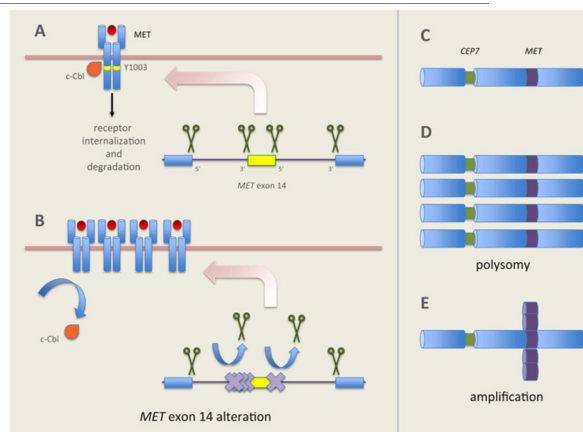 A
MET
c-Cbl
Y1003
receptor
internalization
and
degradation
5'
3'
5'
3'
MET exon 14
B
c-Cbl
MET exon 14 alteration
C
CEP7
MET
D
polysomy
E
amplification